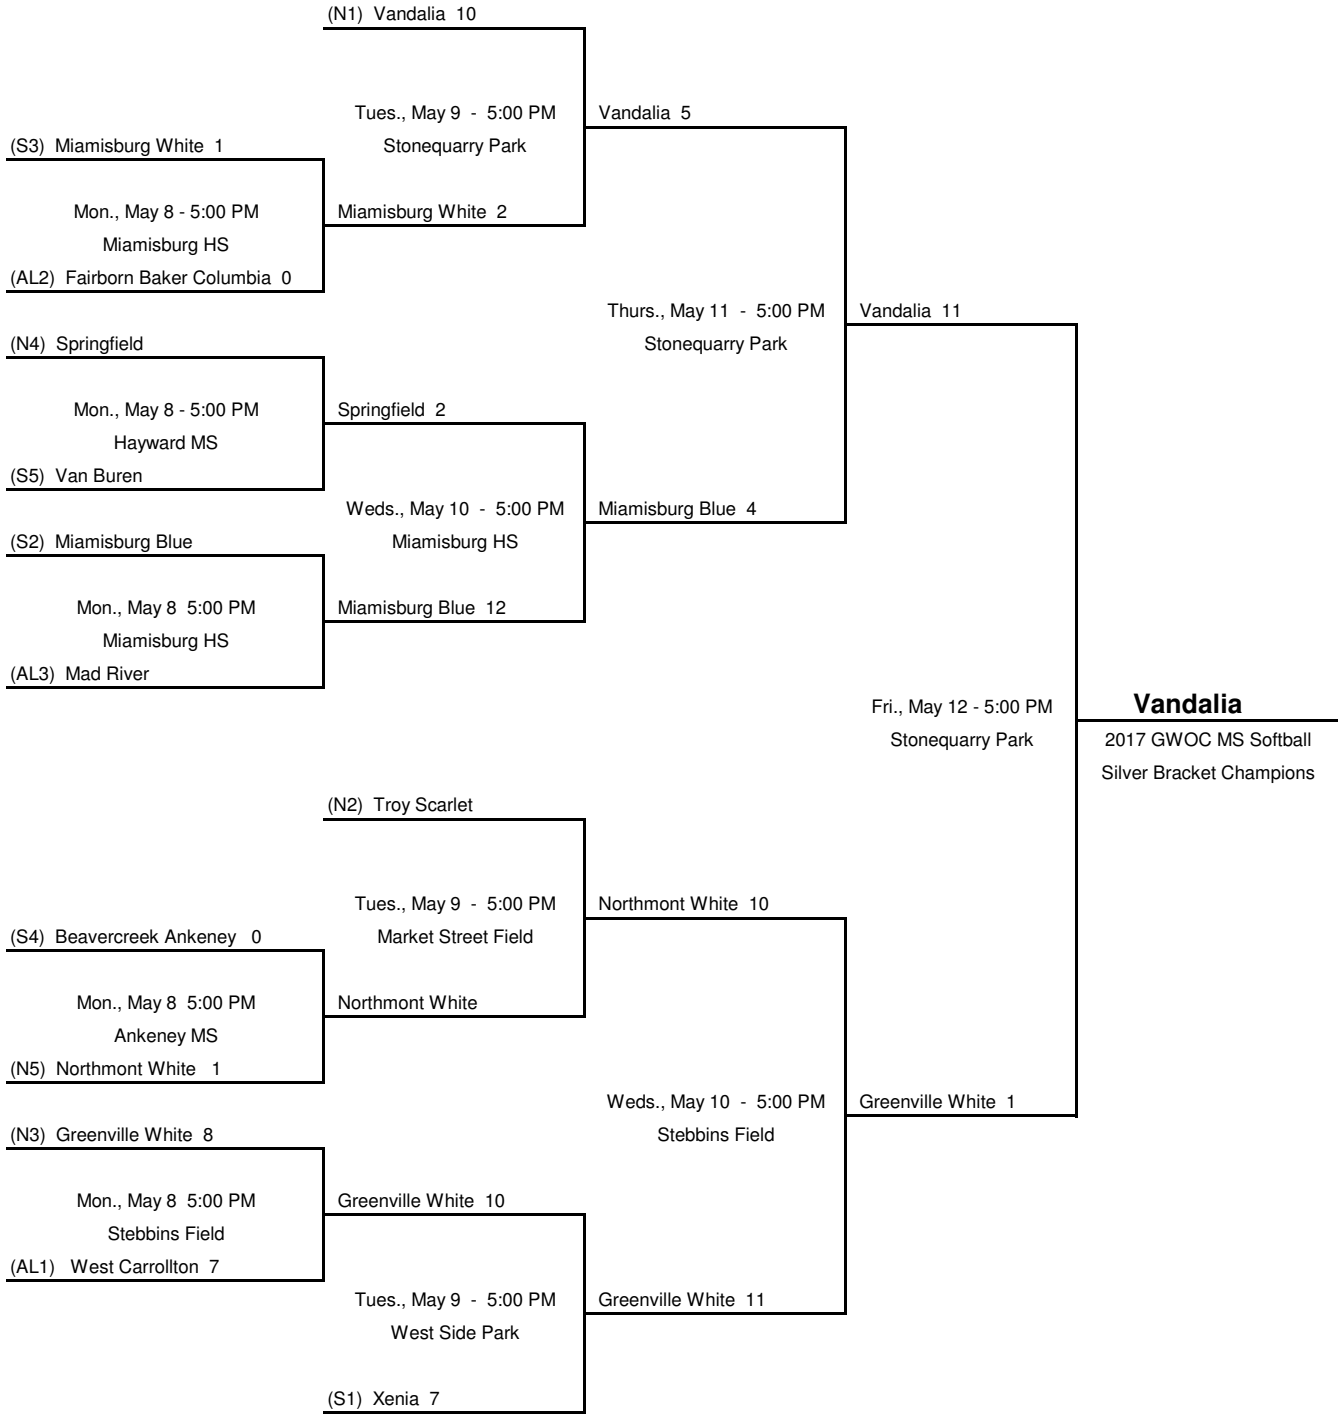 (N1) Vandalia 10
Tues., May 9 - 5:00 PM
Vandalia 5
(S3) Miamisburg White 1
Stonequarry Park
Mon., May 8 - 5:00 PM
Miamisburg White 2
Miamisburg HS
(AL2) Fairborn Baker Columbia 0
Thurs., May 11 - 5:00 PM
Vandalia 11
(N4) Springfield
Stonequarry Park
Mon., May 8 - 5:00 PM
Springfield 2
Hayward MS
(S5) Van Buren
Weds., May 10 - 5:00 PM
Miamisburg Blue 4
(S2) Miamisburg Blue
Miamisburg HS
Mon., May 8 5:00 PM
Miamisburg Blue 12
Miamisburg HS
(AL3) Mad River
Fri., May 12 - 5:00 PM
Vandalia
Stonequarry Park
2017 GWOC MS Softball
Silver Bracket Champions
(N2) Troy Scarlet
Tues., May 9 - 5:00 PM
Northmont White 10
(S4) Beavercreek Ankeney 0
Market Street Field
Mon., May 8 5:00 PM
Northmont White
Ankeney MS
(N5) Northmont White 1
Weds., May 10 - 5:00 PM
Greenville White 1
(N3) Greenville White 8
Stebbins Field
Mon., May 8 5:00 PM
Greenville White 10
Stebbins Field
(AL1) West Carrollton 7
Tues., May 9 - 5:00 PM
Greenville White 11
West Side Park
(S1) Xenia 7